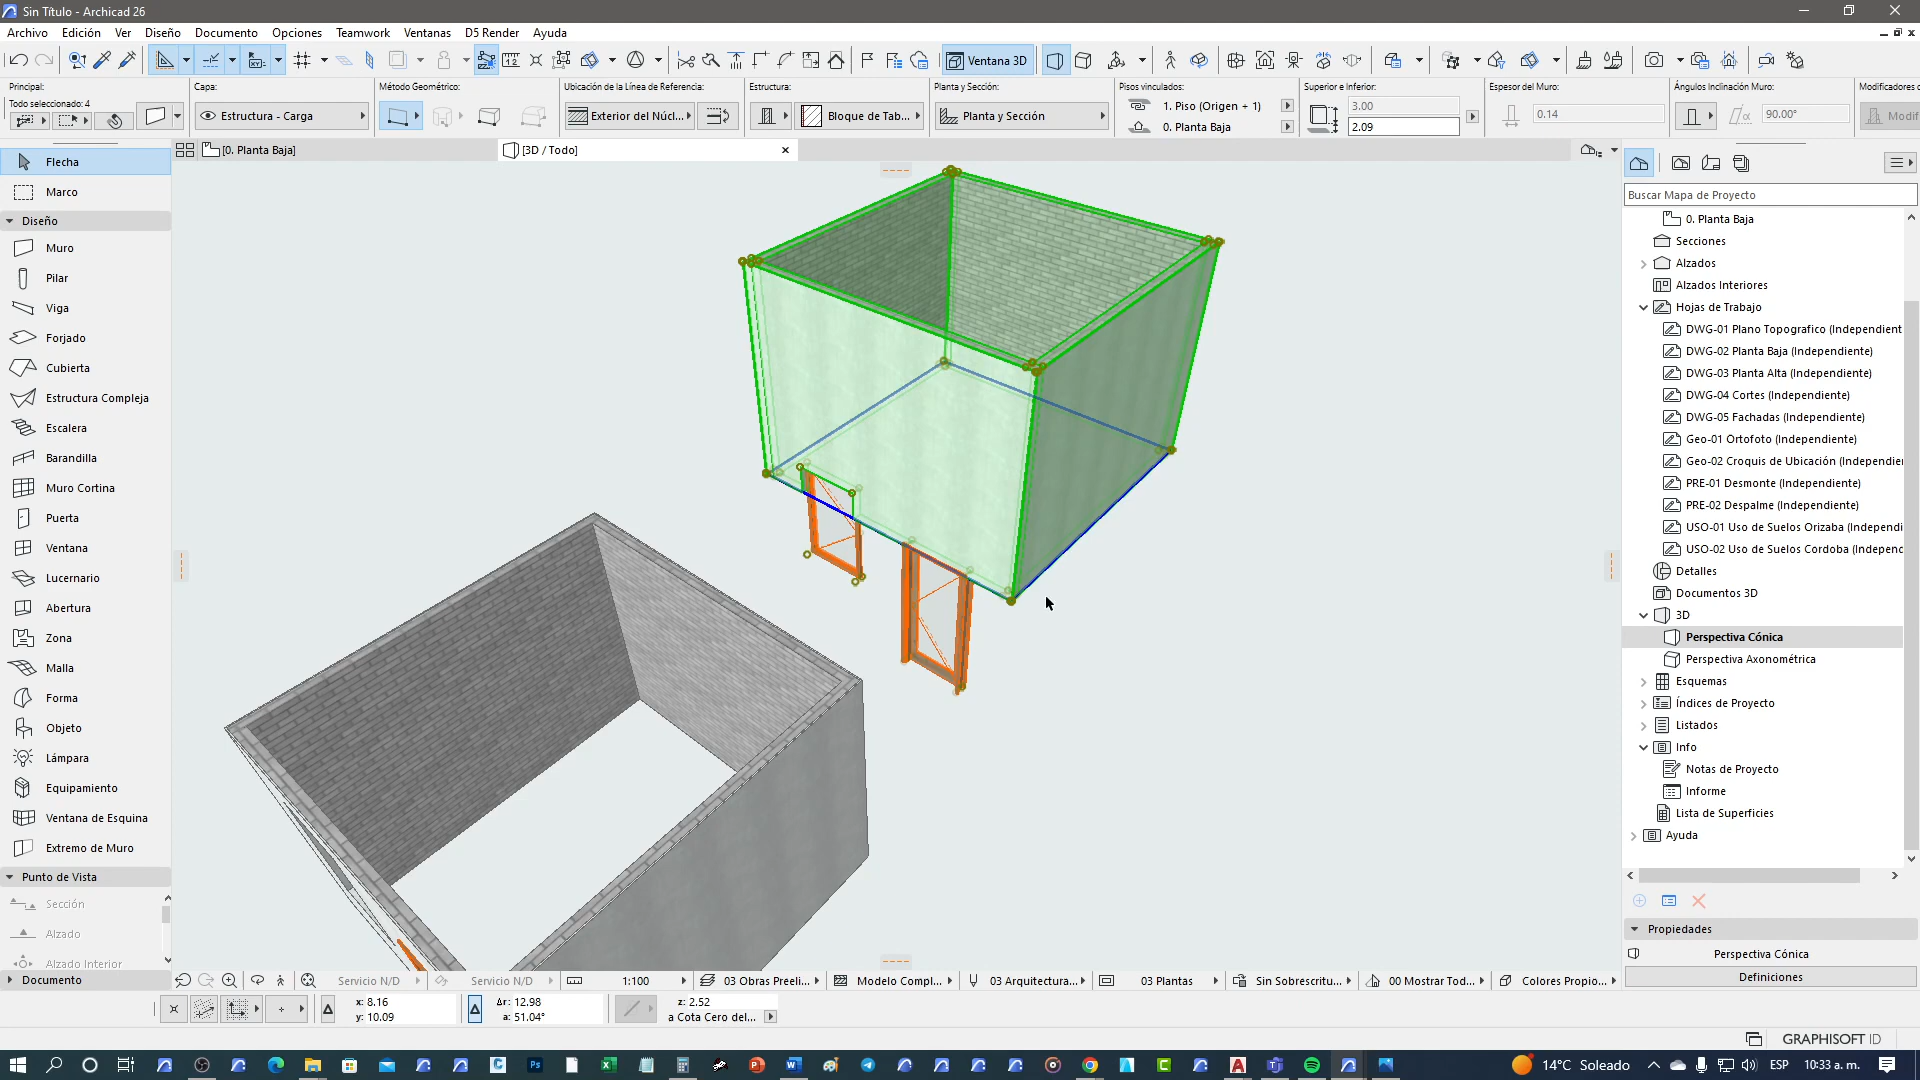 Sin Título - Archicad 26
Archivo Edición Ver Diseño Documento Opciones Teamwork Ventanas D5 Render Ayuda
Ventana 3D
Principal:
Todo seleccionado: 4
Capa:
Estructura - Carga
Método Geométrico:
Ubicación de la Línea de Referencia:
Exterior del Núcl...
Estructura:
Bloque de Tab...
Planta y Sección:
Planta y Sección
Pisos vinculados:
1. Piso (Origen + 1)
0. Planta Baja
Superior e Inferior:
3.00
2.09
Espesor del Muro:
0.14
Ángulos Inclinación Muro:
90.00°
Modificadores
Modif
[0. Planta Baja]
[3D / Todo]
Flecha
Marco
Diseño
Muro
Pilar
Viga
Forjado
Cubierta
Estructura Compleja
Escalera
Barandilla
Muro Cortina
Puerta
Ventana
Lucernario
Abertura
Zona
Malla
Forma
Objeto
Lámpara
Equipamiento
Ventana de Esquina
Extremo de Muro
Punto de Vista
Sección
Alzado
Alzado Interior
Documento
Buscar Mapa de Proyecto
0. Planta Baja
Secciones
Alzados
Alzados Interiores
Hojas de Trabajo
DWG-01 Plano Topografico (Independient
DWG-02 Planta Baja (Independiente)
DWG-03 Planta Alta (Independiente)
DWG-04 Cortes (Independiente)
DWG-05 Fachadas (Independiente)
Geo-01 Ortofoto (Independiente)
Geo-02 Croquis de Ubicación (Independier
PRE-01 Desmonte (Independiente)
PRE-02 Despalme (Independiente)
USO-01 Uso de Suelos Orizaba (Independi
USO-02 Uso de Suelos Cordoba (Independ
Detalles
Documentos 3D
3D
Perspectiva Cónica
Perspectiva Axonométrica
Esquemas
Índices de Proyecto
Listados
Info
Notas de Proyecto
Informe
Lista de Superficies
Ayuda
Propiedades
Perspectiva Cónica
Definiciones
Servicio N/D Servicio N/D 1:100 03 Obras Preeli... Modelo Compl... 03 Arquitectura... 03 Plantas Sin Sobrescritu... 00 Mostrar Tod... Colores Propio...
x: 8.16
y: 10.09
Δr: 12.98
a: 51.04°
z: 2.52
a Cota Cero del...
GRAPHISOFT ID
14°C Soleado ESP 10:33 a. m.